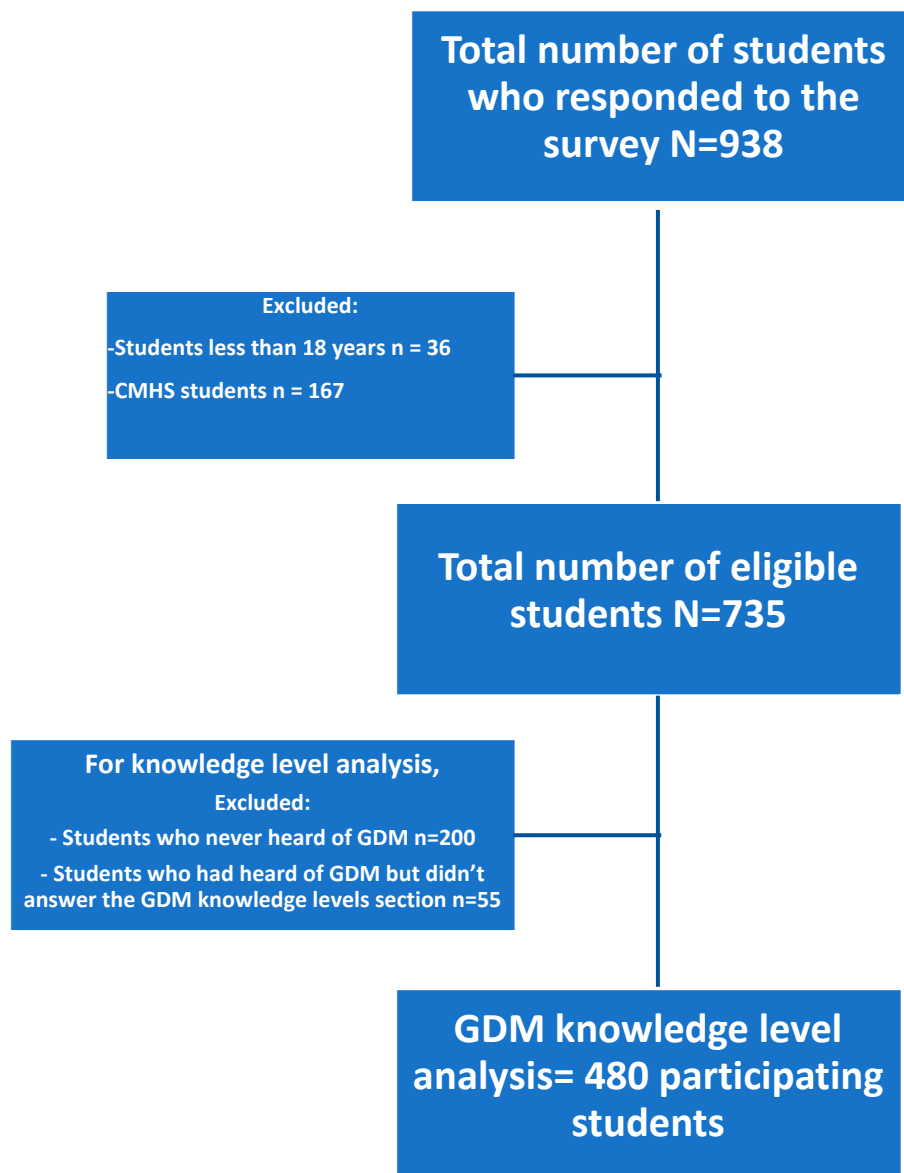 Total number of students
who responded to the
survey N=938
Excluded:
-Students less than 18 years n = 36
-CMHS students n = 167
Total number of eligible
students N=735
For knowledge level analysis,
Excluded:
- Students who never heard of GDM n=200
- Students who had heard of GDM but didn’t
answer the GDM knowledge levels section n=55
GDM knowledge level
analysis= 480 participating
students